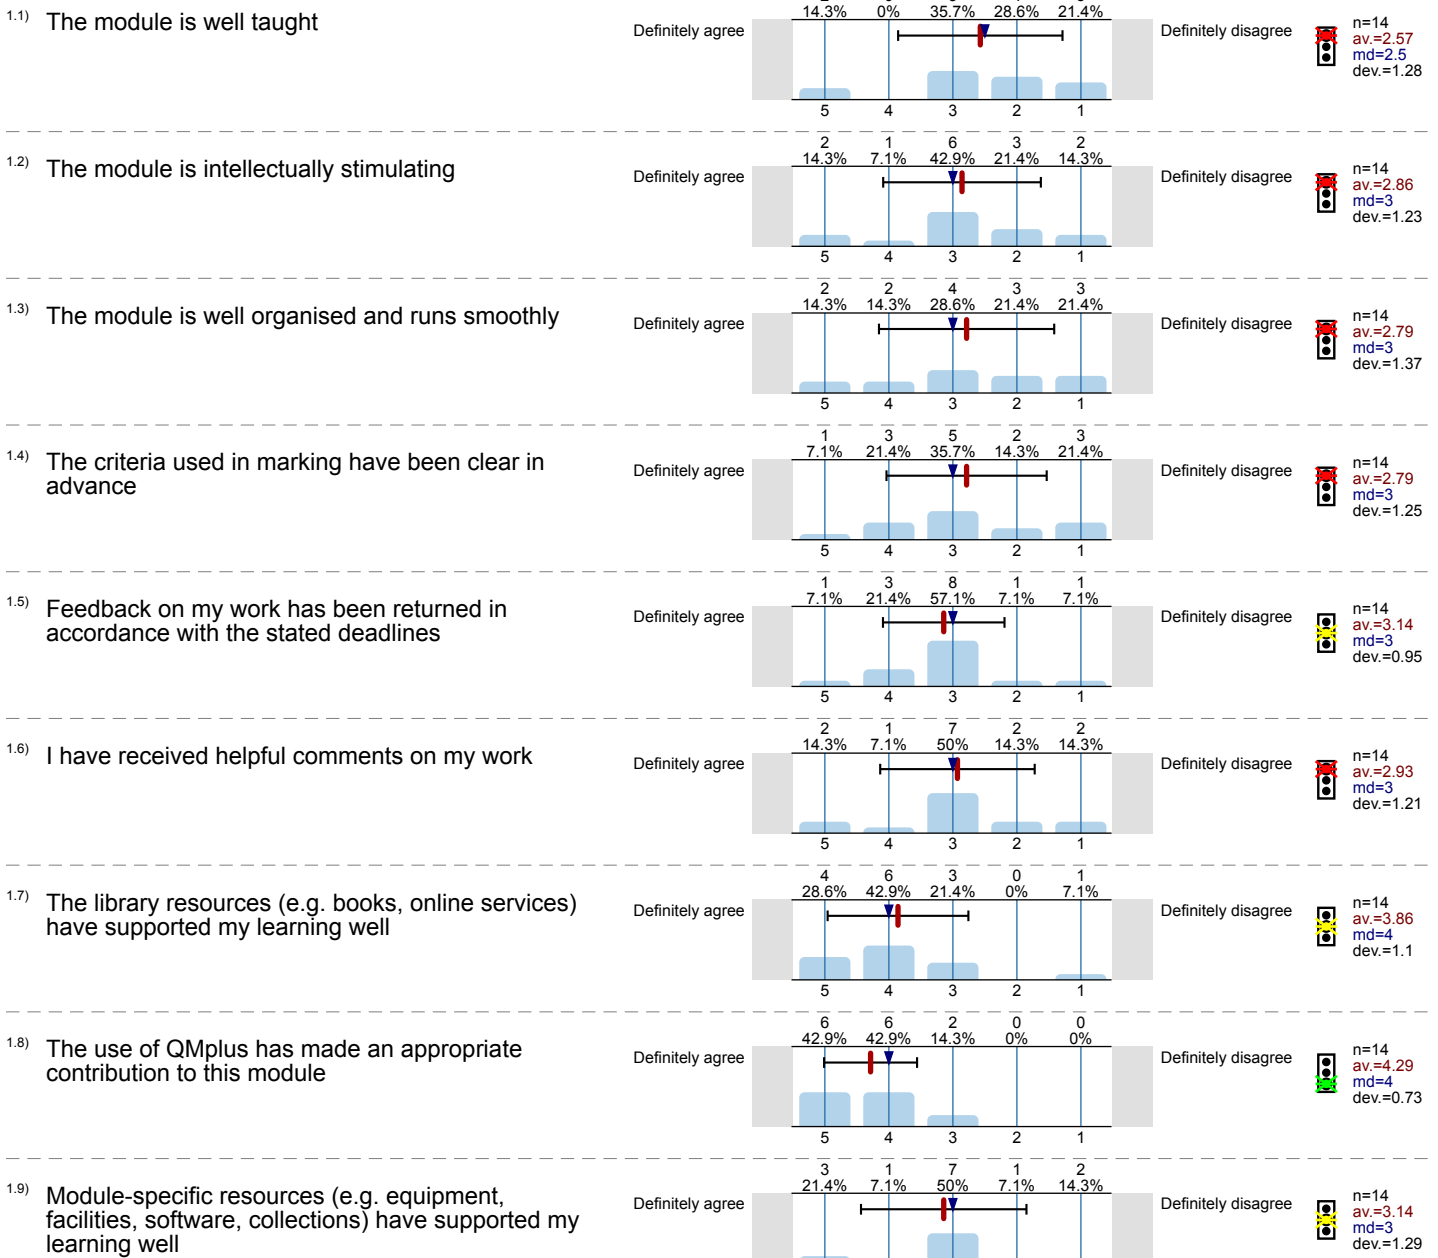 14.3% 0% 35.7% 28.6% 21.4%
1.1) The module is well taught Definitely agree Definitely disagree n=14
av.=2.57
md=2.5
dev.=1.28
5 4 3 2 1
2 1 6 3 2
14.3% 7.1% 42.9% 21.4% 14.3%
1.2) The module is intellectually stimulating Definitely agree Definitely disagree n=14
av.=2.86
md=3
dev.=1.23
5 4 3 2 1
2 2 4 3 3
14.3% 14.3% 28.6% 21.4% 21.4%
1.3) The module is well organised and runs smoothly Definitely agree Definitely disagree n=14
av.=2.79
md=3
dev.=1.37
5 4 3 2 1
1 3 5 2 3
7.1% 21.4% 35.7% 14.3% 21.4%
1.4) The criteria used in marking have been clear in Definitely agree Definitely disagree n=14
advance av.=2.79
md=3
dev.=1.25
5 4 3 2 1
1 3 8 1 1
7.1% 21.4% 57.1% 7.1% 7.1%
1.5) Feedback on my work has been returned in Definitely agree Definitely disagree n=14
accordance with the stated deadlines av.=3.14
md=3
dev.=0.95
5 4 3 2 1
2 1 7 2 2
14.3% 7.1% 50% 14.3% 14.3%
1.6) I have received helpful comments on my work Definitely agree Definitely disagree n=14
av.=2.93
md=3
dev.=1.21
5 4 3 2 1
4 6 3 0 1
28.6% 42.9% 21.4% 0% 7.1%
1.7) The library resources (e.g. books, online services) Definitely agree Definitely disagree n=14
have supported my learning well av.=3.86
md=4
dev.=1.1
5 4 3 2 1
6 6 2 0 0
42.9% 42.9% 14.3% 0% 0%
1.8) The use of QMplus has made an appropriate Definitely agree Definitely disagree n=14
contribution to this module av.=4.29
md=4
dev.=0.73
5 4 3 2 1
3 1 7 1 2
21.4% 7.1% 50% 7.1% 14.3%
1.9) Module-specific resources (e.g. equipment, Definitely agree Definitely disagree n=14
facilities, software, collections) have supported my av.=3.14
learning well md=3
dev.=1.29